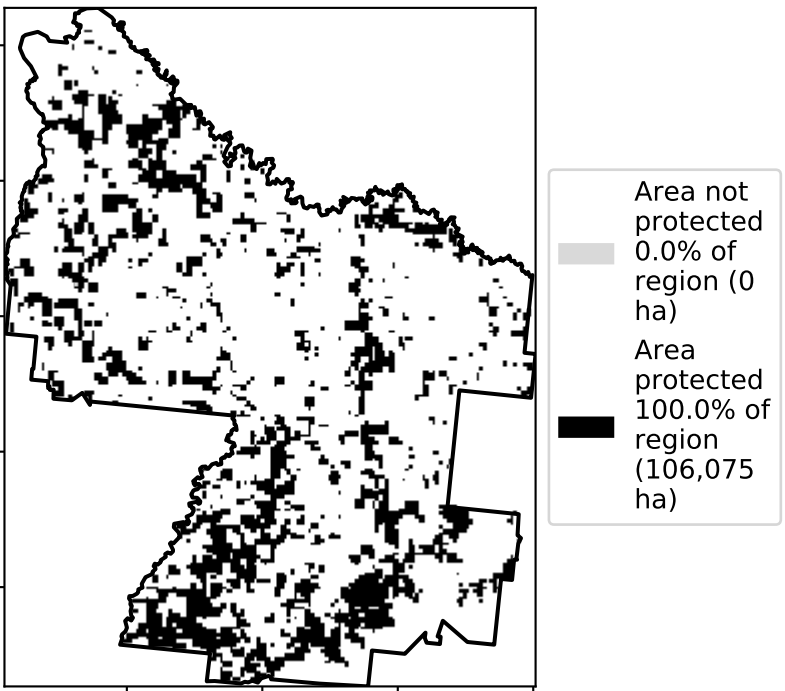 Area not
protected
0.0% of
region (0
ha)
Area
protected
100.0% of
region
(106,075
ha)